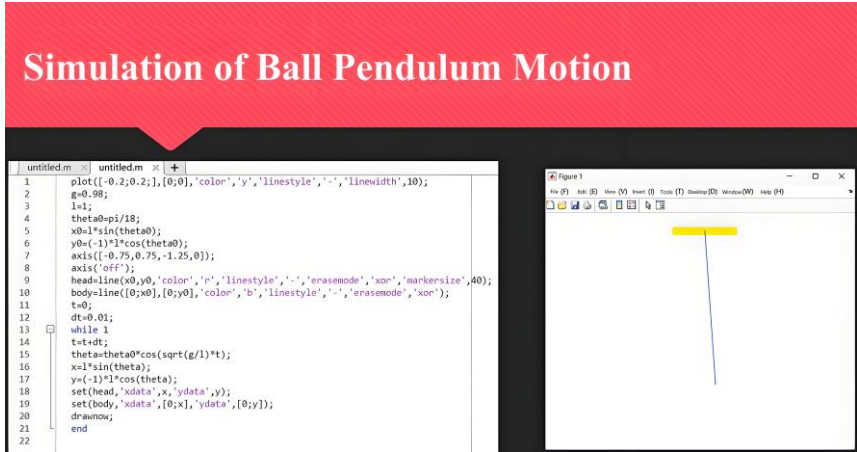 Simulation of Ball Pendulum Motion
untitled.m × untitled.m × +
1 plot([-0.2;0.2;],[0;0],'color','y','linestyle','-','linewidth',10);
2 g=0.98;
3 l=1;
4 theta0=pi/18;
5 x0=l*sin(theta0);
6 y0=(-1)*l*cos(theta0);
7 axis([-0.75,0.75,-1.25,0]);
8 axis('off');
9 head=line(x0,y0,'color','r','linestyle','-','erasemode','xor','markersize',40);
10 body=line([0;x0],[0;y0],'color','b','linestyle','-','erasemode','xor');
11 t=0;
12 dt=0.01;
13 while 1
14 t=t+dt;
15 theta=theta0*cos(sqrt(g/l)*t);
16 x=l*sin(theta);
17 y=(-1)*l*cos(theta);
18 set(head,'xdata',x,'ydata',y);
19 set(body,'xdata',[0;x],'ydata',[0;y]);
20 drawnow;
21 end
22
Figure 1
File (F) Edit (E) View (V) Insert (I) Tools (T) Desktop (D) Window (W) Help (H)